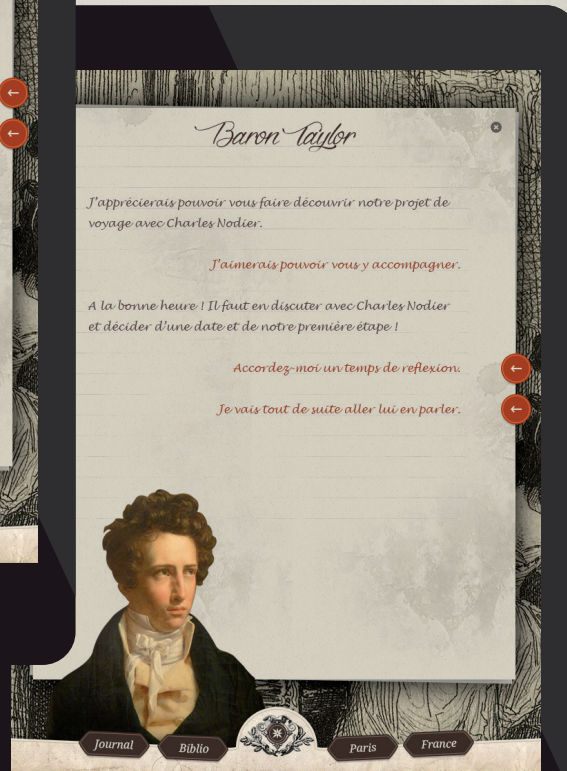 Baron Taylor
J'apprécierais pouvoir vous faire découvrir notre projet de
voyage avec Charles Nodier.
J'aimerais pouvoir vous y accompagner.
A la bonne heure ! Il faut en discuter avec Charles Nodier
et décider d'une date et de notre première étape !
Accordez-moi un temps de reflexion.
Je vais tout de suite aller lui en parler.
Journal
Biblio
Paris
France